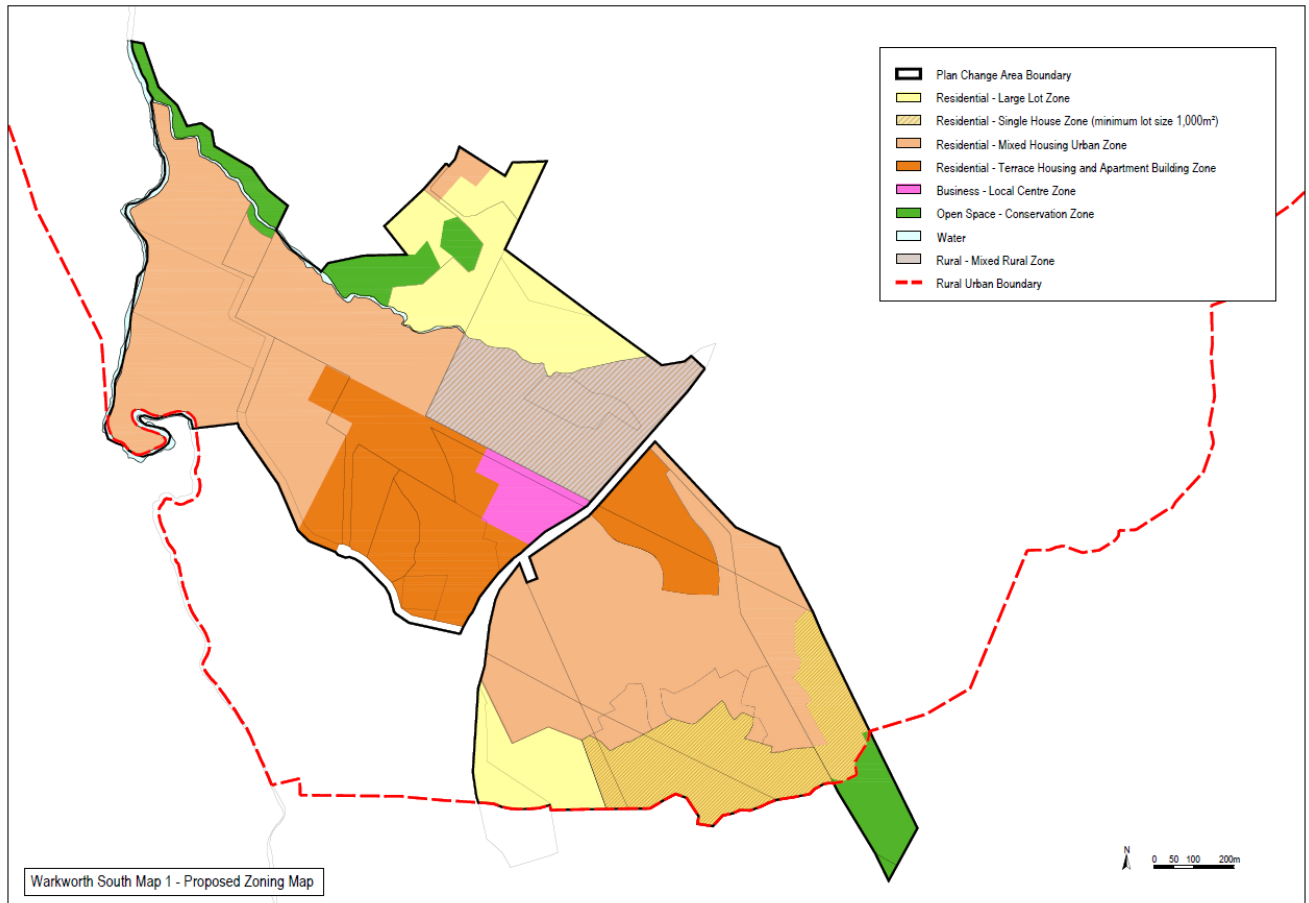 Plan Change Area Boundary
Residential - Large Lot Zone
Residential - Single House Zone (minimum lot size 1,000m²)
Residential - Mixed Housing Urban Zone
Residential - Terrace Housing and Apartment Building Zone
Business - Local Centre Zone
Open Space - Conservation Zone
Water
Rural - Mixed Rural Zone
Rural Urban Boundary
N
0 50 100 200m
Warkworth South Map 1 - Proposed Zoning Map